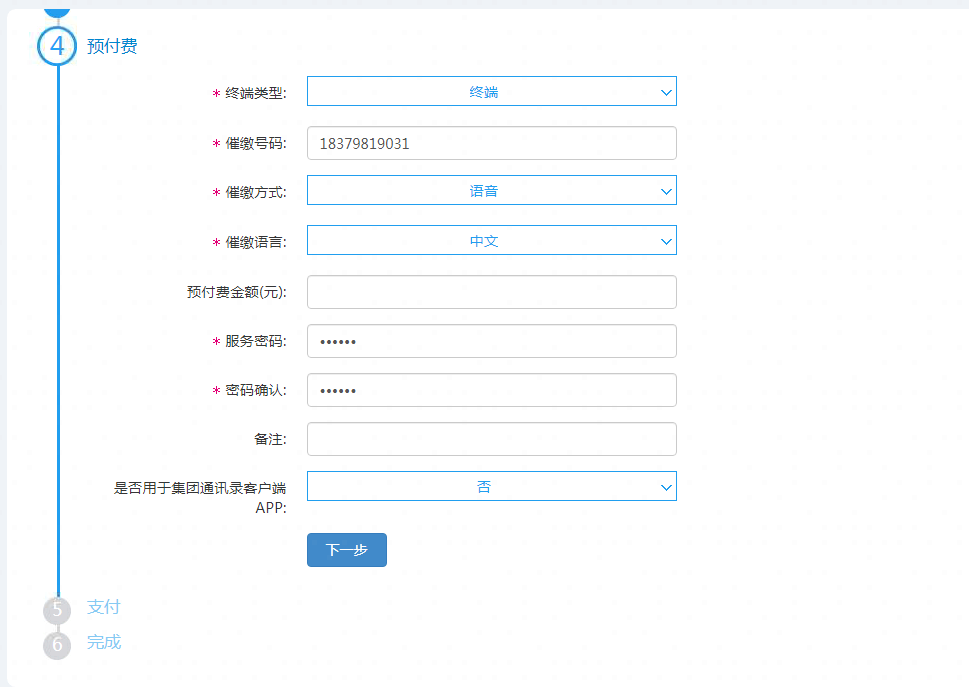 4 预付费
* 终端类型: 终端
* 催缴号码: 18379819031
* 催缴方式: 语音
* 催缴语言: 中文
预付费金额(元):
* 服务密码: ••••••
* 密码确认: ••••••
备注:
是否用于集团通讯录客户端 否
APP:
下一步
5 支付
6 完成